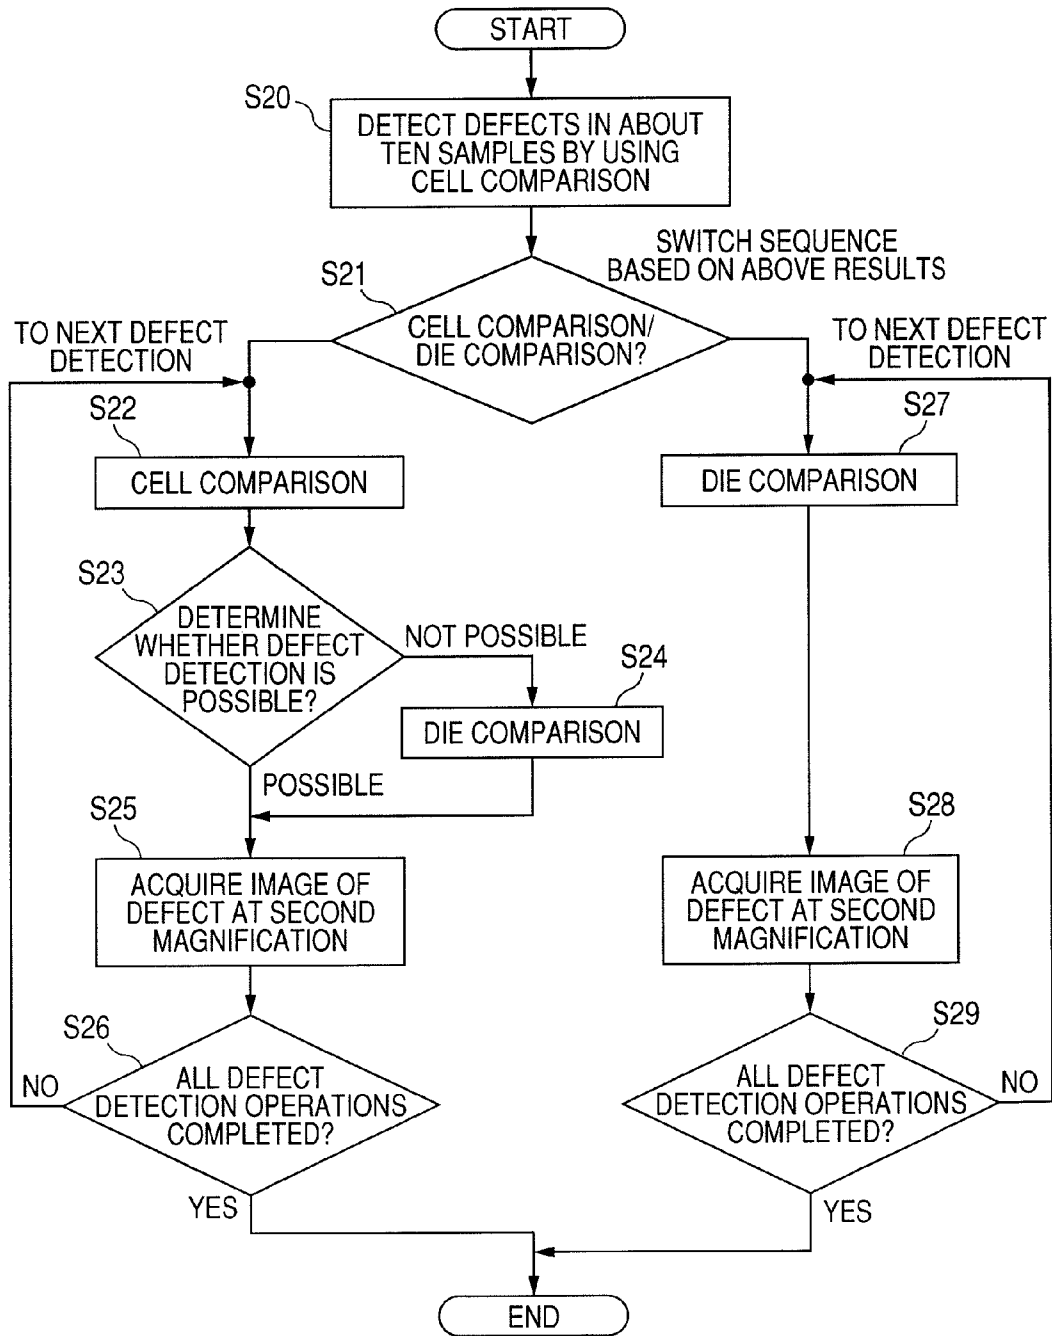 START
S20
DETECT DEFECTS IN ABOUT
TEN SAMPLES BY USING
CELL COMPARISON
SWITCH SEQUENCE
BASED ON ABOVE RESULTS
S21
CELL COMPARISON/
DIE COMPARISON?
TO NEXT DEFECT
DETECTION
TO NEXT DEFECT
DETECTION
S22
CELL COMPARISON
S27
DIE COMPARISON
S23
DETERMINE
WHETHER DEFECT
DETECTION IS
POSSIBLE?
NOT POSSIBLE
S24
DIE COMPARISON
POSSIBLE
S25
ACQUIRE IMAGE OF
DEFECT AT SECOND
MAGNIFICATION
S28
ACQUIRE IMAGE OF
DEFECT AT SECOND
MAGNIFICATION
S26
NO
ALL DEFECT
DETECTION OPERATIONS
COMPLETED?
YES
S29
ALL DEFECT
DETECTION OPERATIONS
COMPLETED?
NO
YES
END